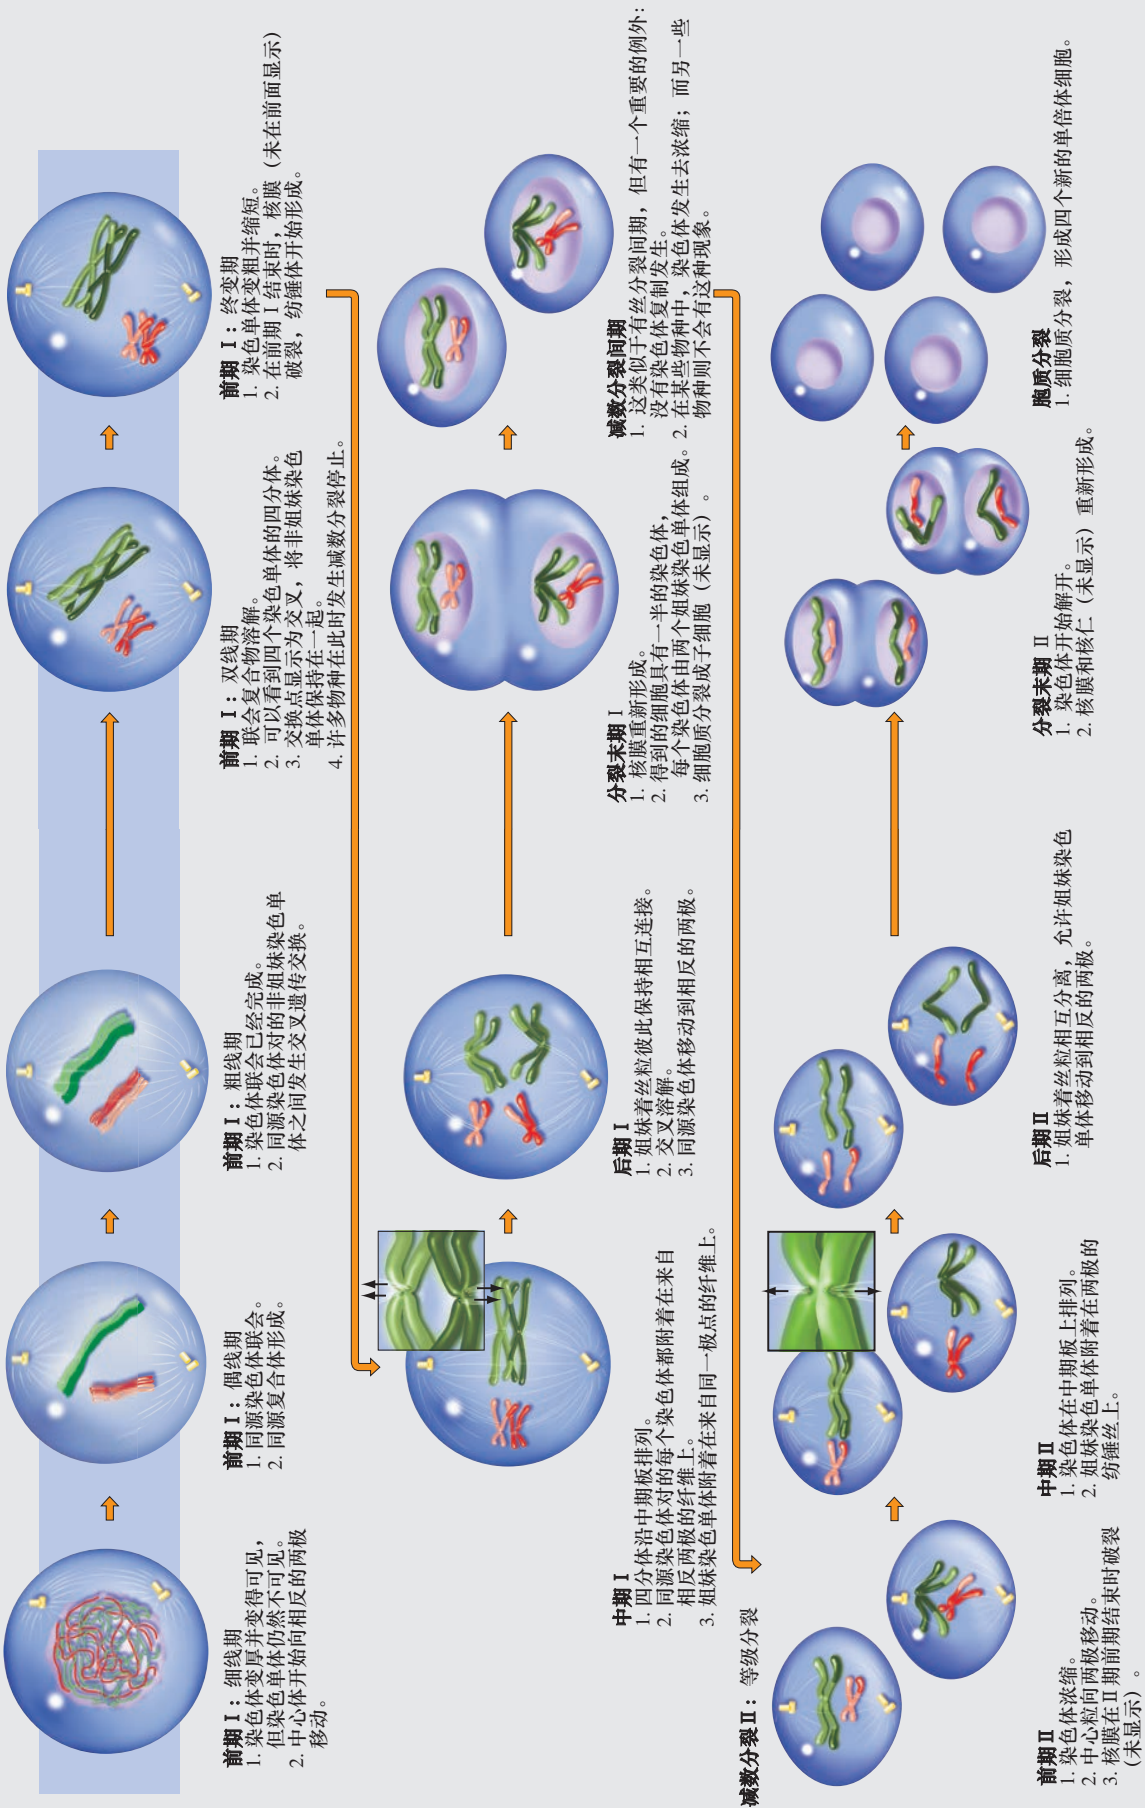 前期 I：细线期
1. 染色体变厚并变得可见，
但染色单体仍然不可见。
2. 中心体开始向相反的两极
移动。
前期 I：偶线期
1. 同源染色体联会。
2. 同源复合体形成。
前期 I：粗线期
1. 染色体联会已经完成。
2. 同源染色体对的非姐妹染色单
体之间发生交叉遗传交换。
前期 I：双线期
1. 联会复合物溶解。
2. 可以看到四个染色单体的四分体。
3. 交换点显示为交叉，将非姐妹染色
单体保持在一起。
4. 许多物种在此时发生减数分裂停止。
前期 I：终变期
1. 染色单体变粗并缩短。
2. 在前期 I 结束时，核膜（未在前面显示）
破裂，纺锤体开始形成。
中期 I
1. 四分体沿中期板排列。
2. 同源染色体对的每个染色体都附着在来自
相反两极的纤维上。
3. 姐妹染色单体附着在来自同一极点的纤维上。
后期 I
1. 姐妹着丝粒彼此保持相互连接。
2. 交叉溶解。
3. 同源染色体移动到相反的两极。
分裂末期 I
1. 核膜重新形成。
2. 得到的细胞具有一半的染色体，
每个染色体由两个姐妹染色单体组成。
3. 细胞质分裂成子细胞（未显示）。
减数分裂间期
1. 这类似于有丝分裂间期，但有一个重要的例外：
没有染色体复制发生。
2. 在某些物种中，染色体发生去浓缩；而另一些
物种则不会有这种现象。
减数分裂 II：等级分裂
前期 II
1. 染色体浓缩。
2. 中心粒向两极移动。
3. 核膜在 II 期前期结束时破裂
（未显示）。
中期 II
1. 染色体在中期板上排列。
2. 姐妹染色单体附着在两极的
纺锤丝上。
后期 II
1. 姐妹着丝粒相互分离，允许姐妹染色
单体移动到相反的两极。
分裂末期 II
1. 染色体开始解开。
2. 核膜和核仁（未显示）重新形成。
胞质分裂
1. 细胞质分裂，形成四个新的单倍体细胞。